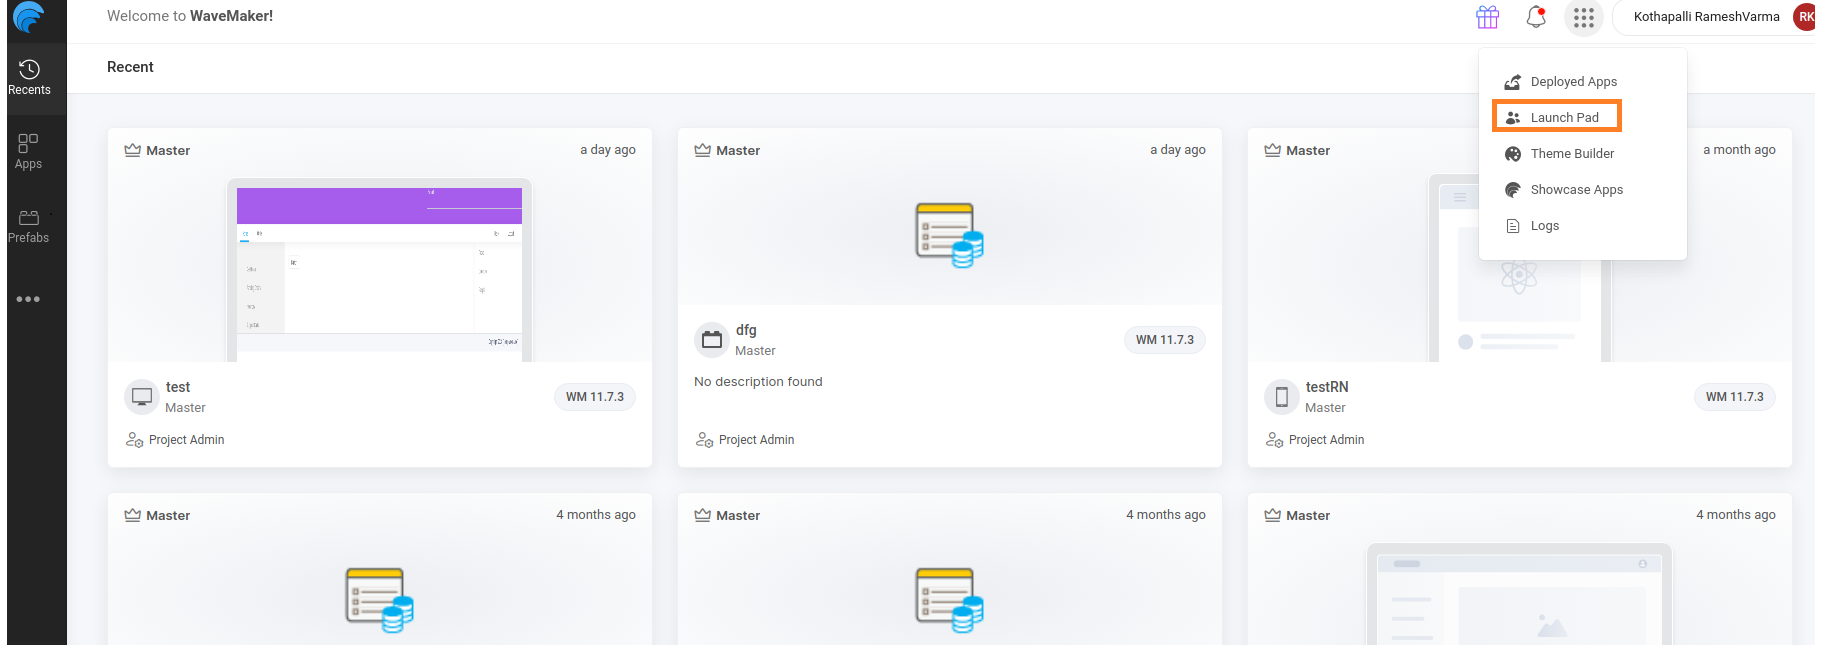 Welcome to WaveMaker!
Kothapalli RameshVarma
RK
Recents
Apps
Prefabs
Recent
Deployed Apps
Launch Pad
Theme Builder
Showcase Apps
Logs
Master
a day ago
test
Master
WM 11.7.3
Project Admin
Master
a day ago
dfg
Master
WM 11.7.3
No description found
Project Admin
Master
a month ago
testRN
Master
WM 11.7.3
Project Admin
Master
4 months ago
Master
4 months ago
Master
4 months ago